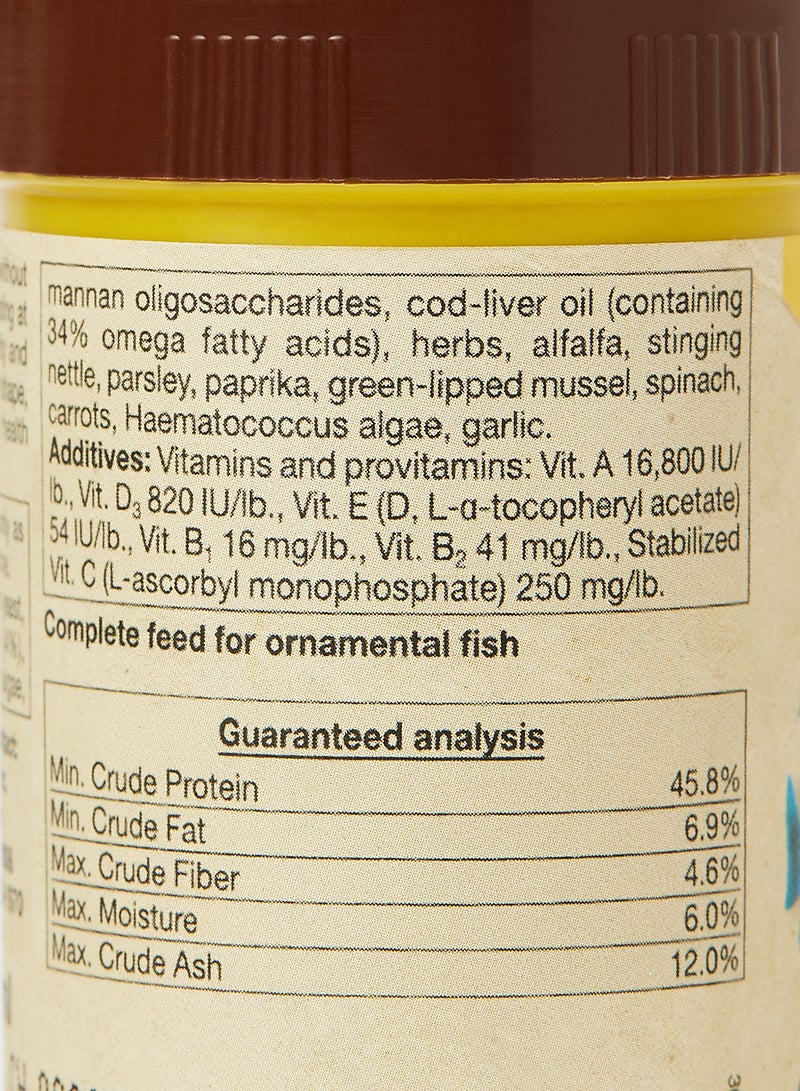 mannan oligosaccharides, cod-liver oil (containing
34% omega fatty acids), herbs, alfalfa, stinging
nettle, parsley, paprika, green-lipped mussel, spinach,
carrots, Haematococcus algae, garlic.
Additives: Vitamins and provitamins: Vit. A 16,800 IU/
lb., Vit. D₃ 820 IU/lb., Vit. E (D, L-α-tocopheryl acetate)
54 IU/lb., Vit. B₁ 16 mg/lb., Vit. B₂ 41 mg/lb., Stabilized
Vit. C (L-ascorbyl monophosphate) 250 mg/lb.
Complete feed for ornamental fish
Guaranteed analysis
Min. Crude Protein 45.8%
Min. Crude Fat 6.9%
Max. Crude Fiber 4.6%
Max. Moisture 6.0%
Max. Crude Ash 12.0%